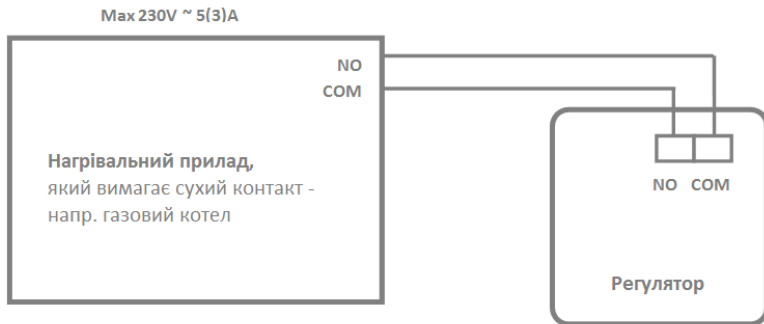 Max 230V ~ 5(3)A
NO
COM
Нагрівальний прилад,
який вимагає сухий контакт -
напр. газовий котел
NO COM
Регулятор